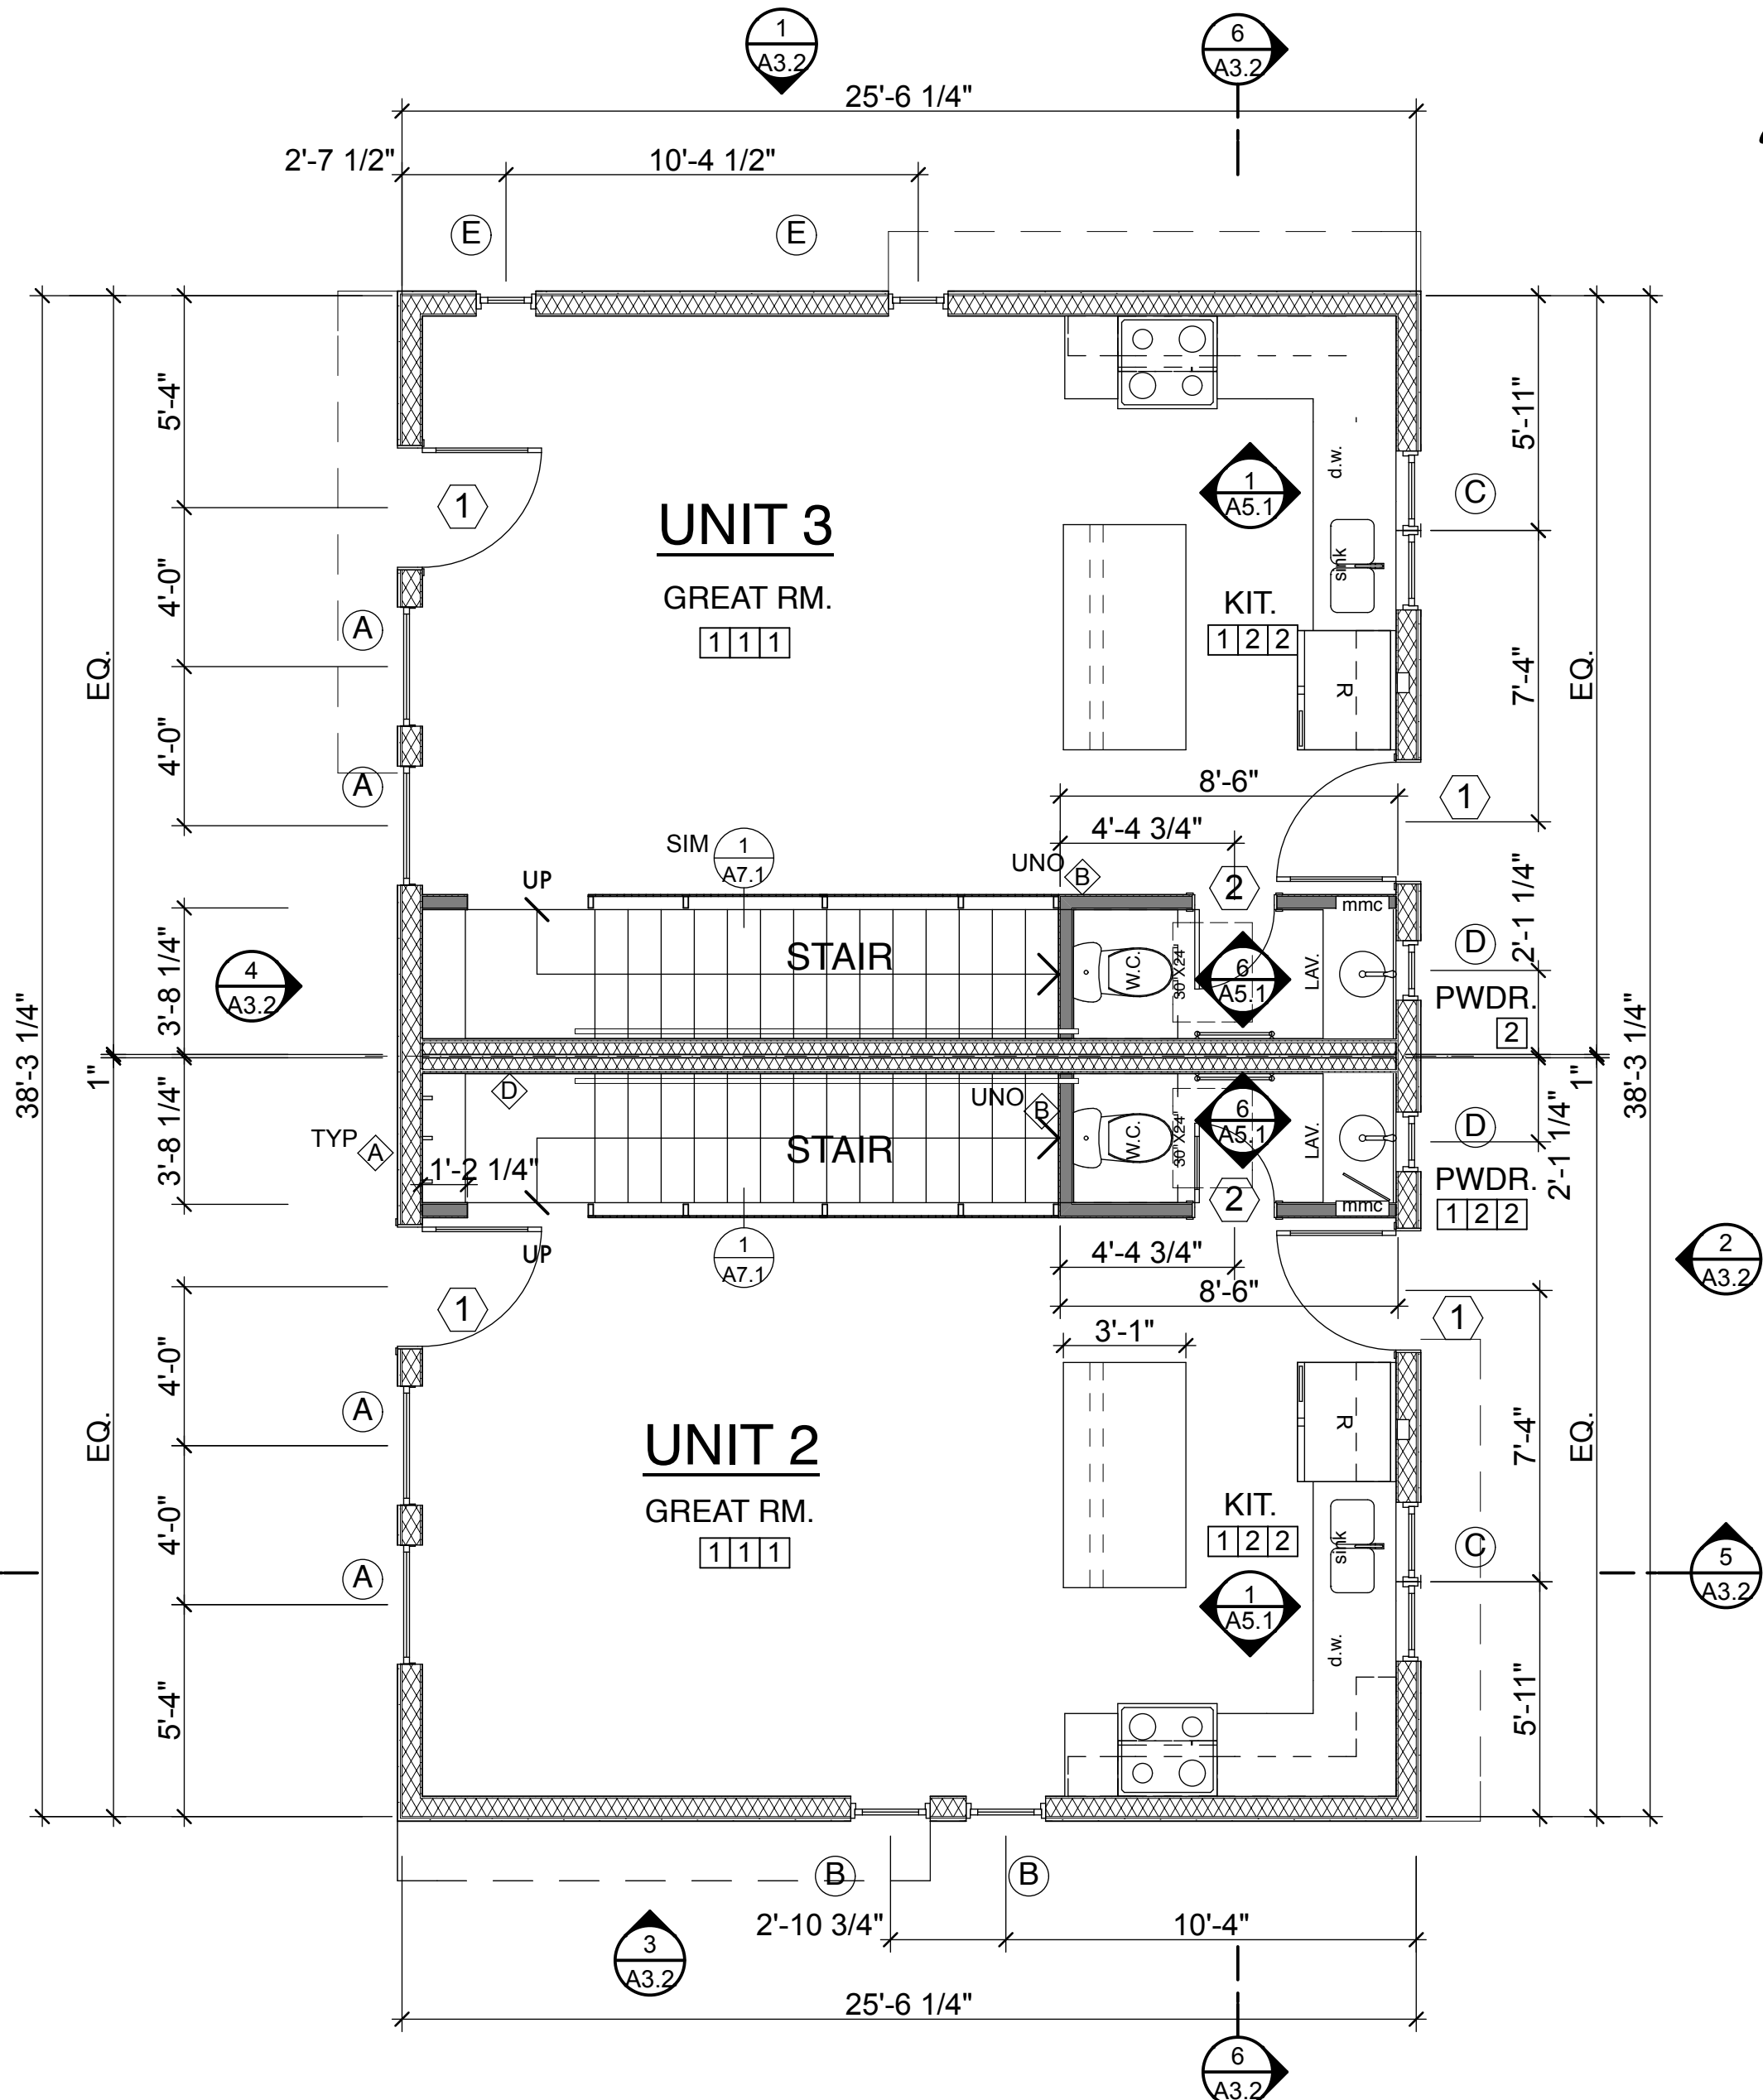 1
A3.2
6
A3.2
25'-6 1/4"
2'-7 1/2"
10'-4 1/2"
E
E
5'-4"
5'-11"
1
1
A5.1
d.w.
C
UNIT 3
sink
4'-0"
GREAT RM.
KIT.
A
1 1 1
1 2 2
EQ.
R
7'-4"
EQ.
4'-0"
A
8'-6"
1
SIM
1
A7.1
4'-4 3/4"
UNO
B
UP
2
mmc
2'-1 1/4"
D
3'-8 1/4"
STAIR
W.C.
30"X24"
6
A5.1
LAV.
4
A3.2
PWDR.
2
38'-3 1/4"
1"
1"
38'-3 1/4"
D
UNO
B
6
A5.1
D
TYP
A
3'-8 1/4"
STAIR
W.C.
30"X24"
LAV.
2'-1 1/4"
1'-2 1/4"
PWDR.
1 2 2
2
mmc
UP
1
A7.1
4'-4 3/4"
2
A3.2
8'-6"
1
1
3'-1"
4'-0"
A
EQ.
R
7'-4"
EQ.
UNIT 2
GREAT RM.
KIT.
1 1 1
1 2 2
sink
C
4'-0"
A
5
A3.2
1
A5.1
d.w.
5'-4"
5'-11"
B
B
2'-10 3/4"
10'-4"
3
A3.2
25'-6 1/4"
6
A3.2